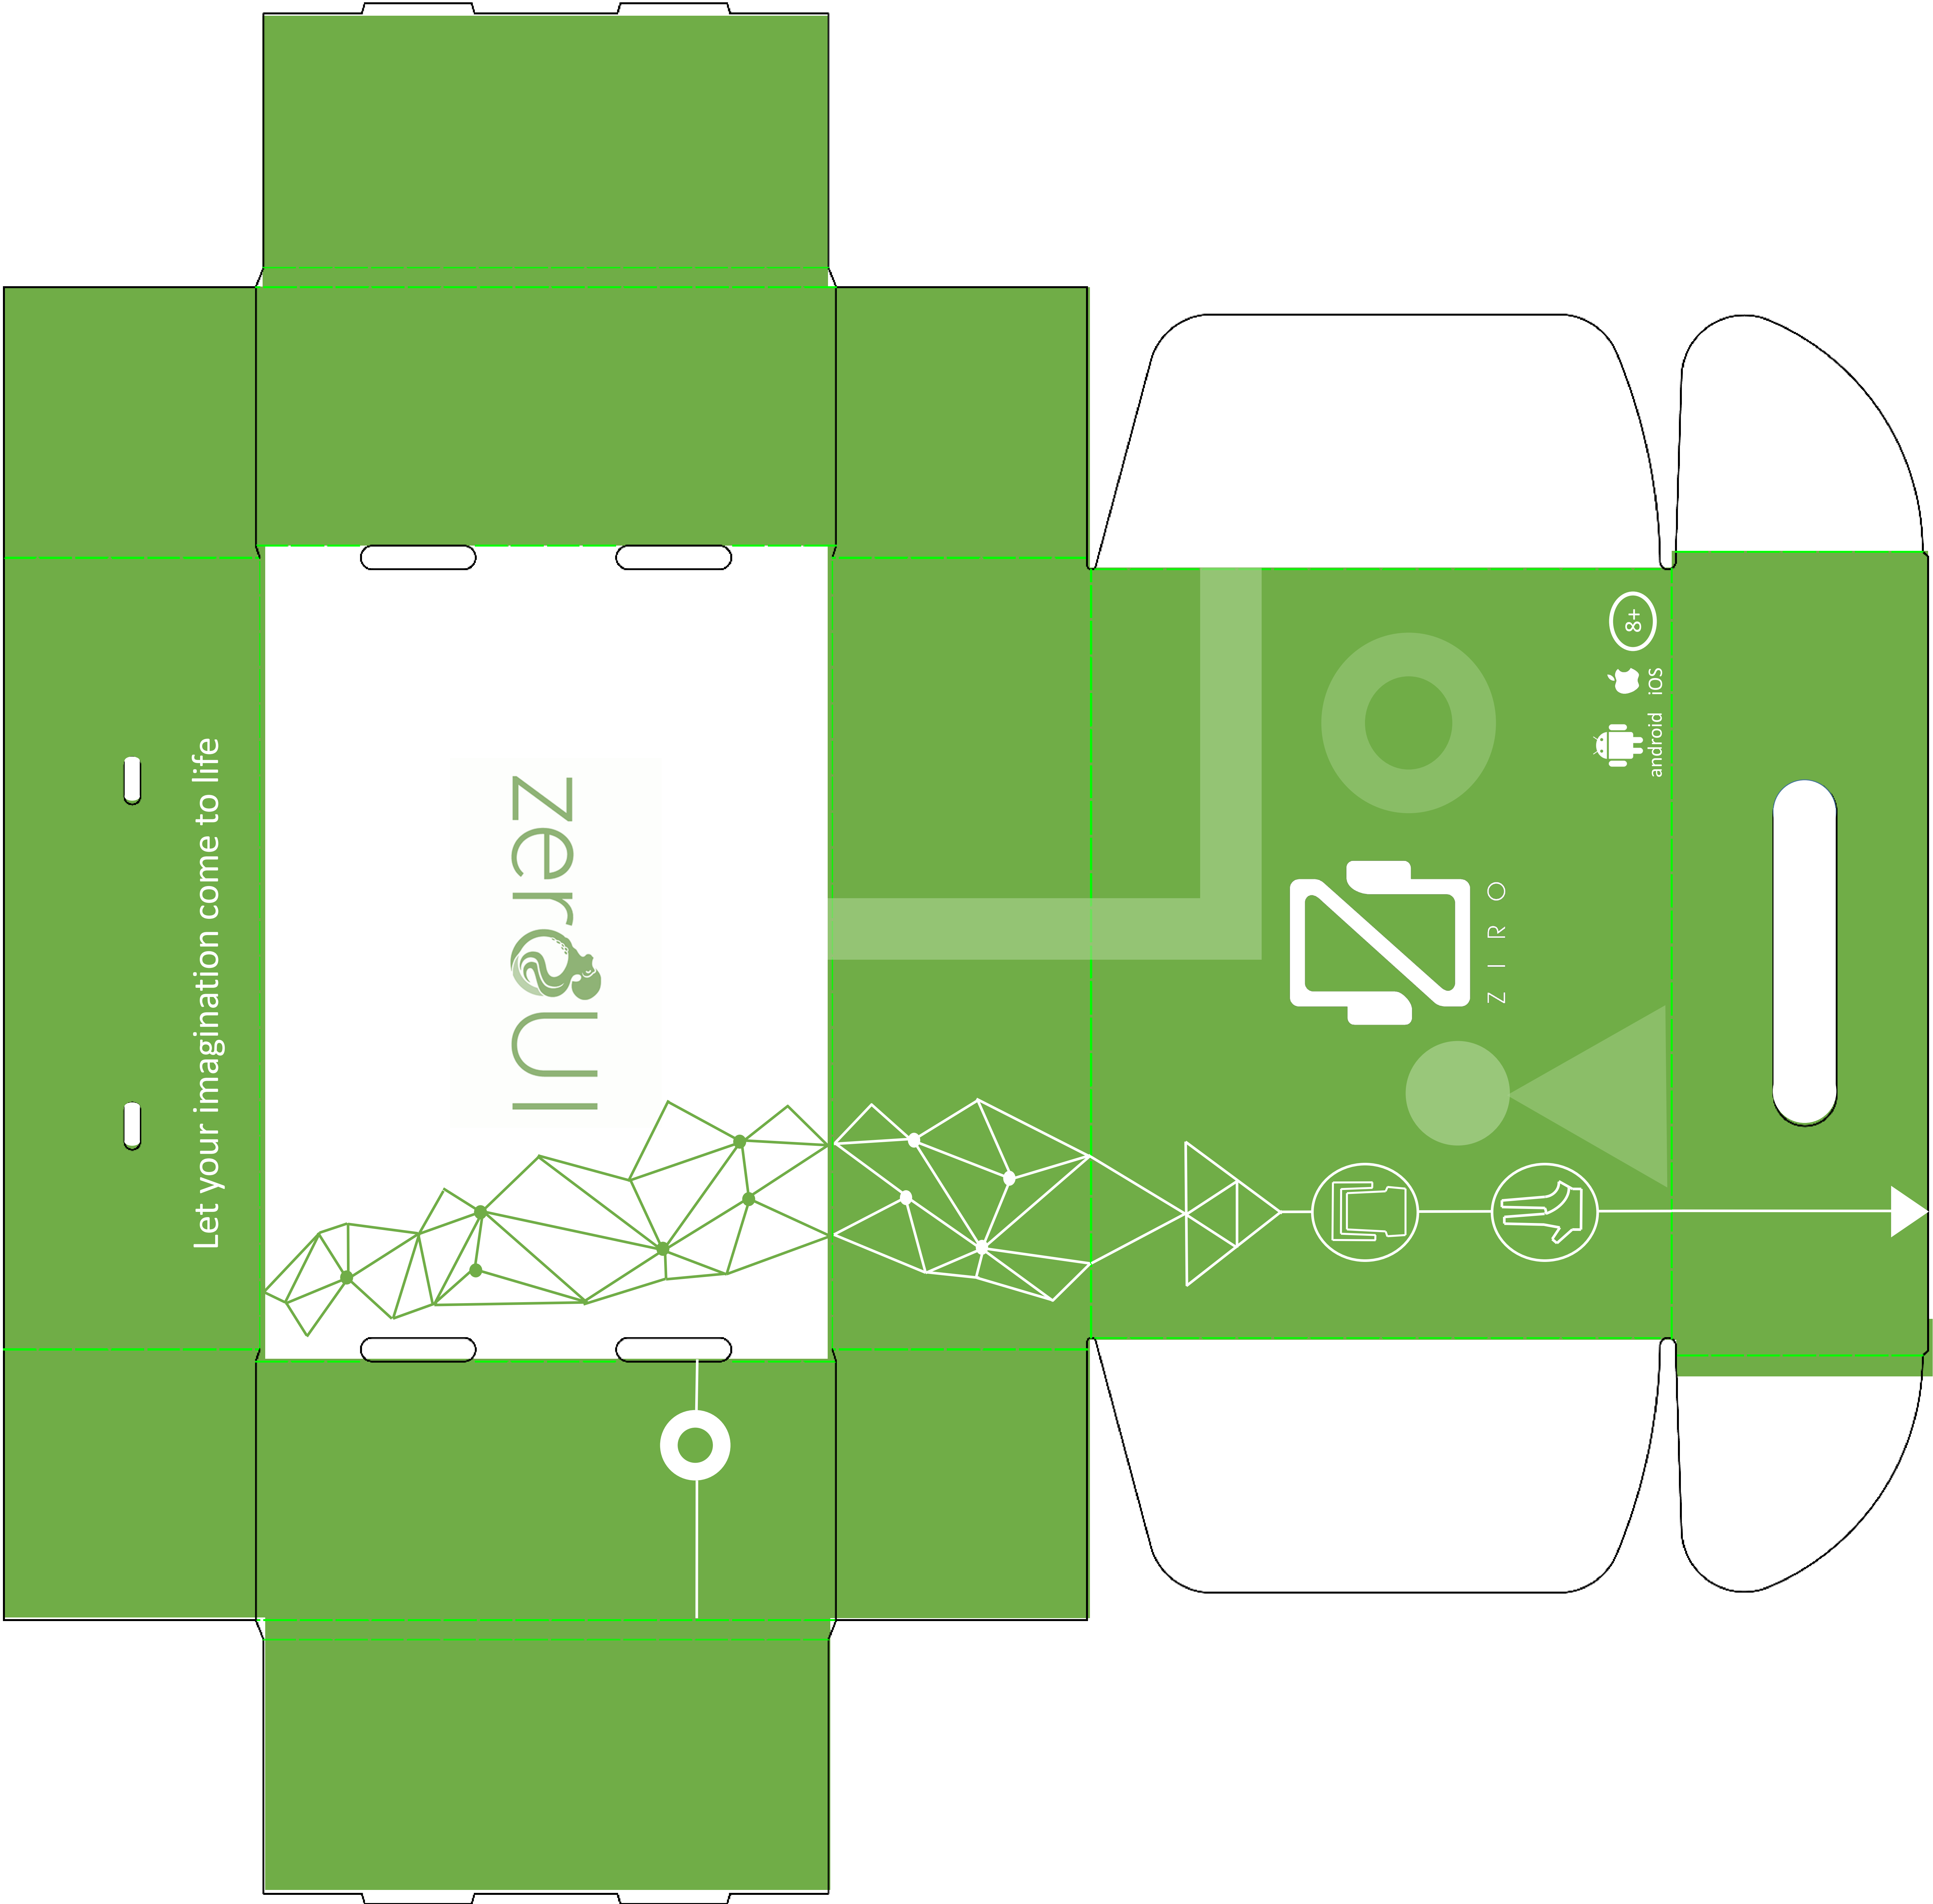 Let your imagination come to life
zeroUI
ZIRO
android
iOS
8+